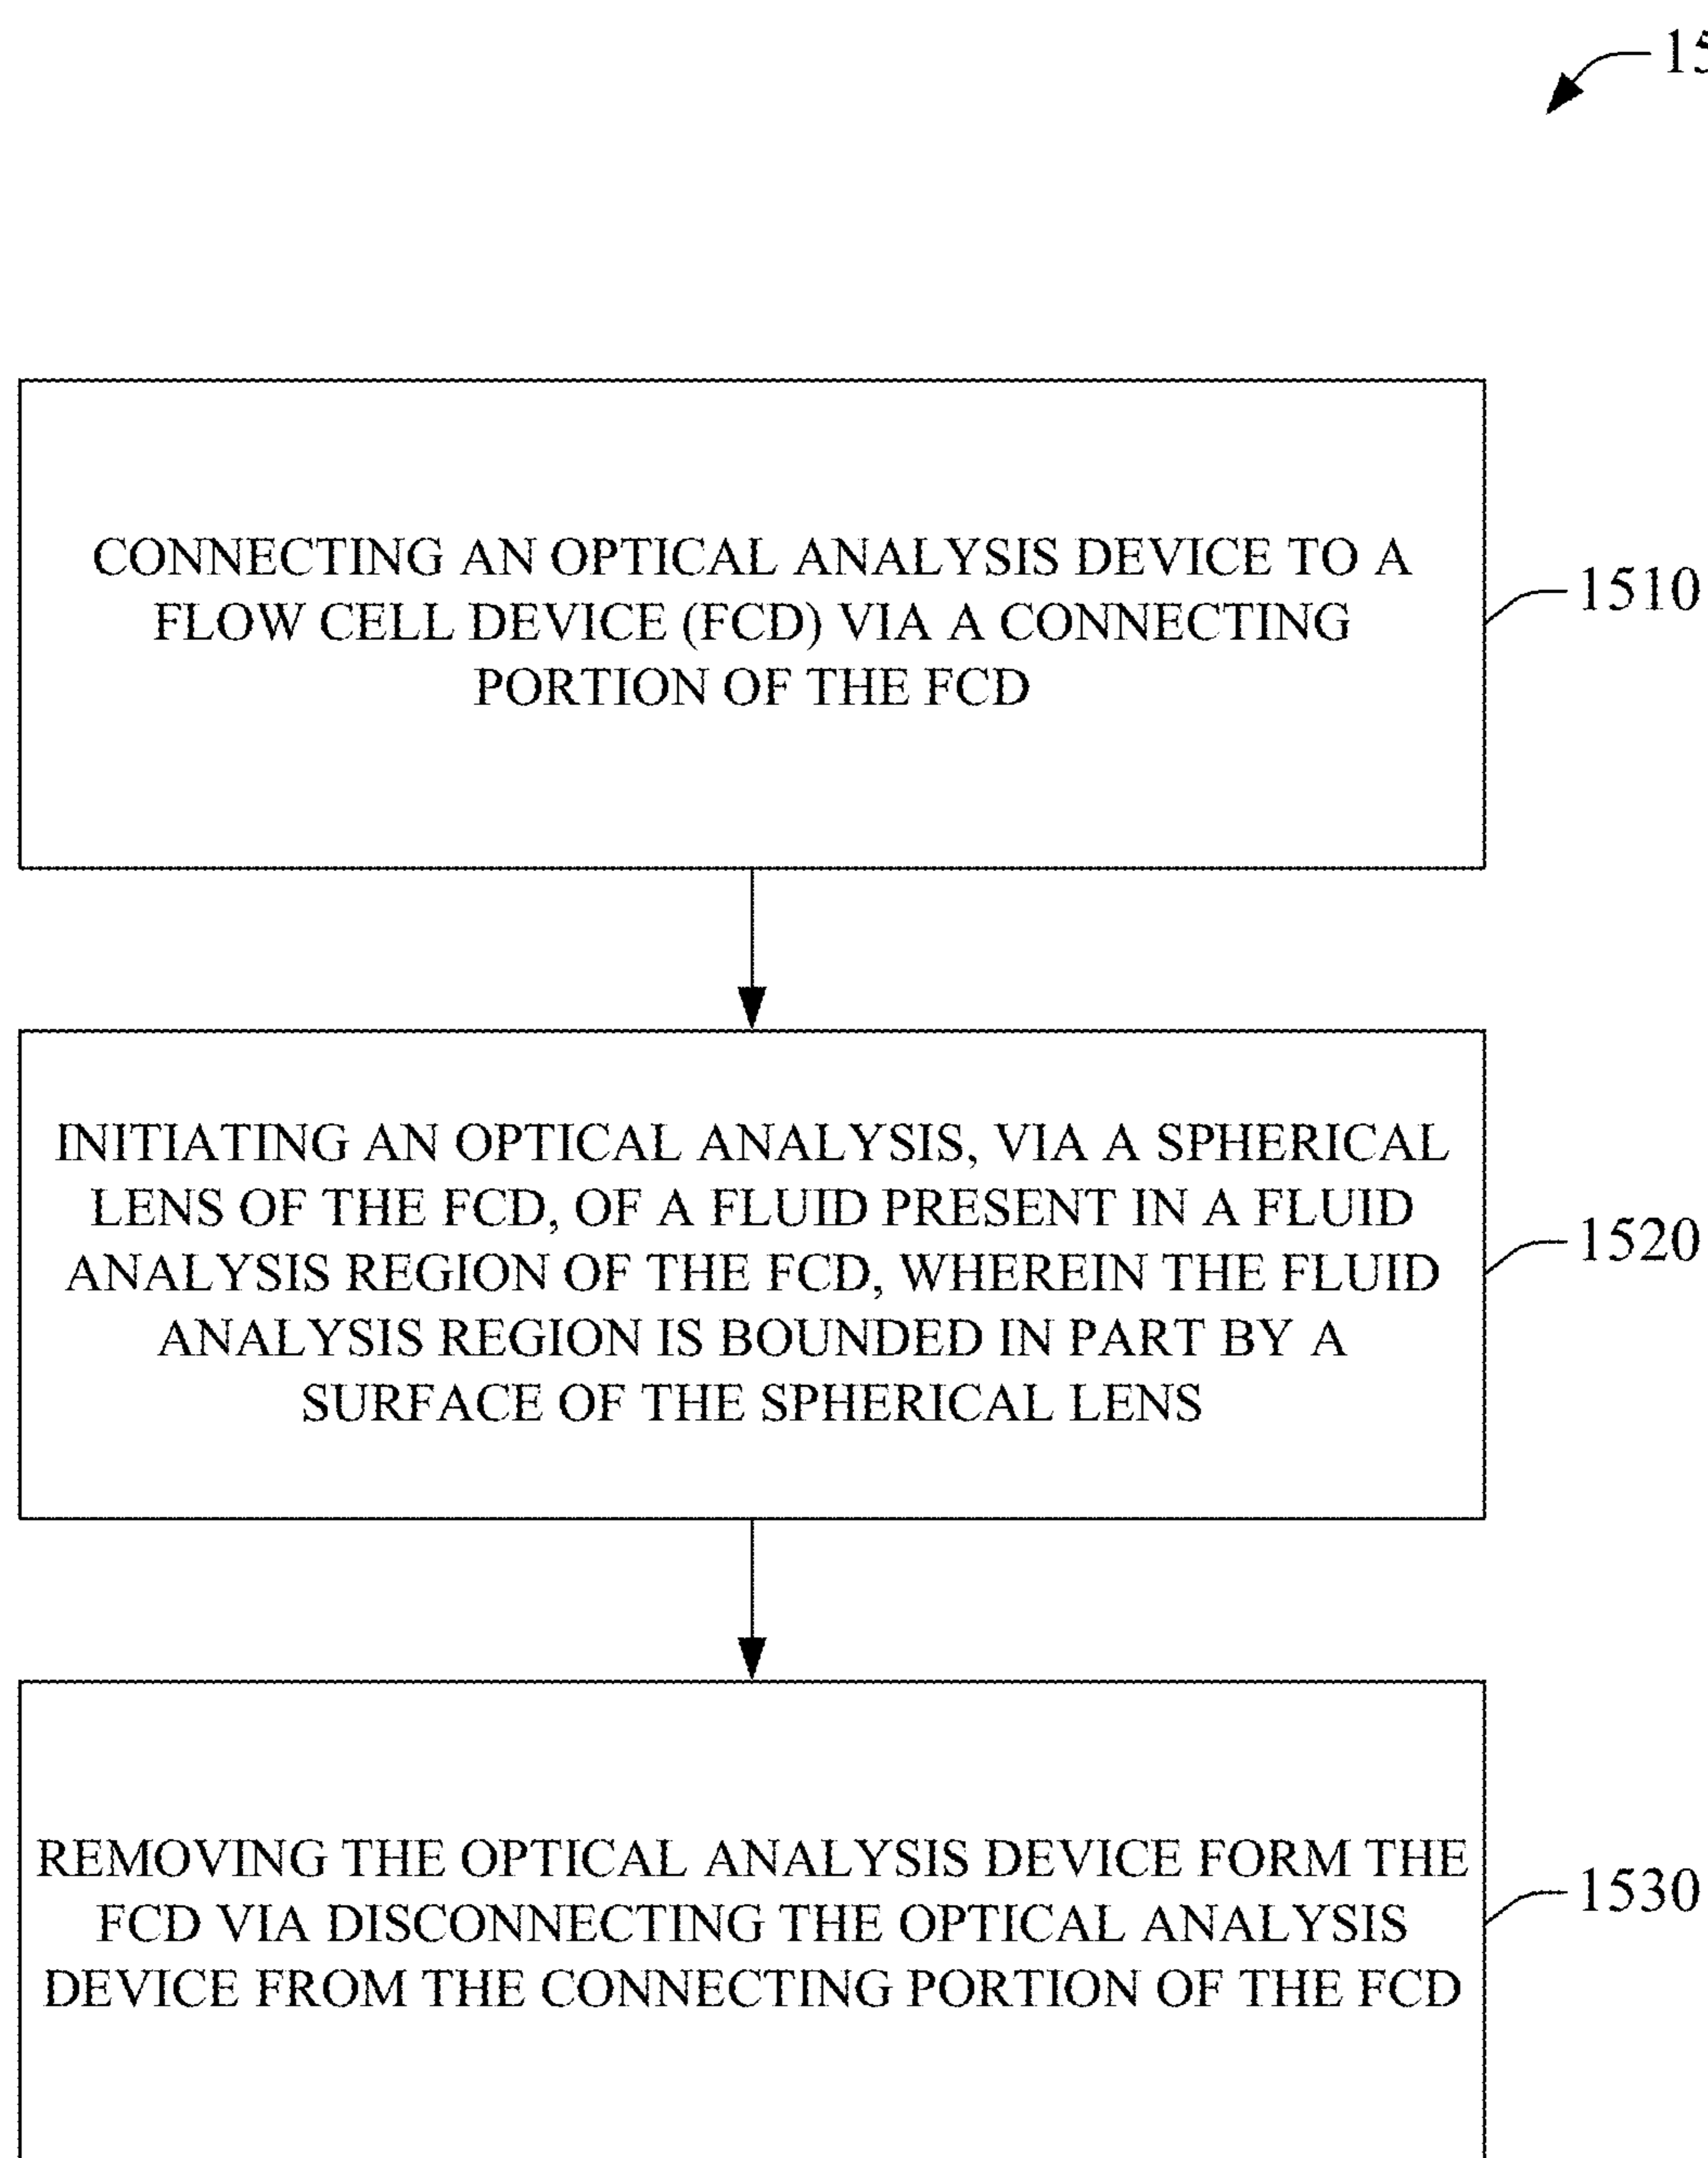 CONNECTING AN OPTICAL ANALYSIS DEVICE TO A
FLOW CELL DEVICE (FCD) VIA A CONNECTING
PORTION OF THE FCD
1510
INITIATING AN OPTICAL ANALYSIS, VIA A SPHERICAL
LENS OF THE FCD, OF A FLUID PRESENT IN A FLUID
ANALYSIS REGION OF THE FCD, WHEREIN THE FLUID
ANALYSIS REGION IS BOUNDED IN PART BY A
SURFACE OF THE SPHERICAL LENS
1520
REMOVING THE OPTICAL ANALYSIS DEVICE FORM THE
FCD VIA DISCONNECTING THE OPTICAL ANALYSIS
DEVICE FROM THE CONNECTING PORTION OF THE FCD
1530